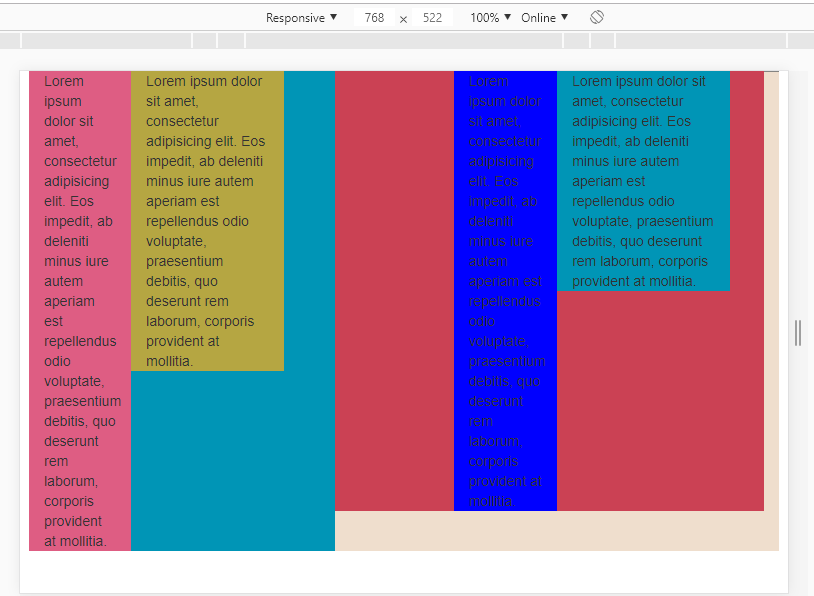 Responsive ▼ 768 × 522 100% ▼ Online ▼
Lorem
ipsum
dolor sit
amet,
consectetur
adipisicing
elit. Eos
impedit, ab
deleniti
minus iure
autem
aperiam
est
repellendus
odio
voluptate,
praesentium
debitis, quo
deserunt
rem
laborum,
corporis
provident
at mollitia.
Lorem ipsum dolor
sit amet,
consectetur
adipisicing elit. Eos
impedit, ab deleniti
minus iure autem
aperiam est
repellendus odio
voluptate,
praesentium
debitis, quo
deserunt rem
laborum, corporis
provident at
mollitia.
Lorem
ipsum dolor
sit amet,
consectetur
adipisicing
elit. Eos
impedit, ab
deleniti
minus iure
autem
aperiam est
repellendus
odio
voluptate,
praesentium
debitis, quo
deserunt
rem
laborum,
corporis
provident at
mollitia.
Lorem ipsum dolor sit
amet, consectetur
adipisicing elit. Eos
impedit, ab deleniti
minus iure autem
aperiam est
repellendus odio
voluptate, praesentium
debitis, quo deserunt
rem laborum, corporis
provident at mollitia.